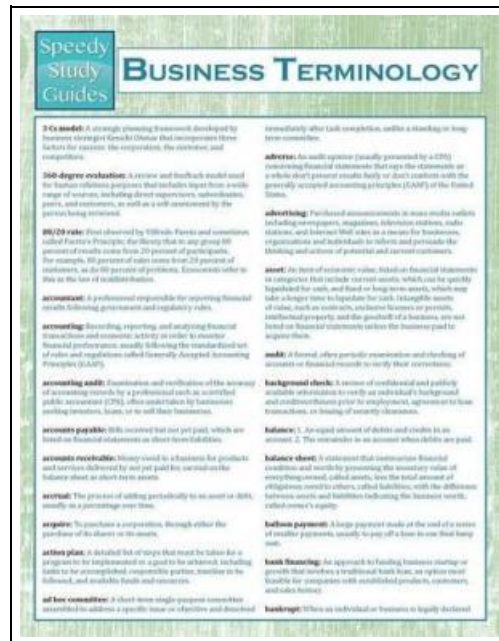 Speedy
Study
Guides
BUSINESS TERMINOLOGY
3 Cs model: A strategic planning framework developed by
business strategist Kenichi Ohmae that incorporates three
factors for success: the corporation, the customer, and
competitors.
360-degree evaluation: A review and feedback model used
for human relations purposes that includes input from a wide
range of sources, including direct supervisors, subordinates,
peers, and customers, as well as a self-assessment by the
person being reviewed.
80/20 rule: First observed by Vilfredo Pareto and sometimes
called Pareto's Principle, the likely that in any group 80
percent of results come from 20 percent of participants.
For example, 80 percent of sales come from 20 percent of
customers, as do 80 percent of problems. Economists refer to
this as the law of maldistribution.
accountant: A professional responsible for reporting financial
results following government and regulatory rules.
accounting: Recording, reporting, and analyzing financial
transactions and economic activity in order to monitor
financial performance, usually following the standardized set
of rules and regulations called Generally Accepted Accounting
Principles (GAAP).
accounting audit: Examination and verification of the accuracy
of accounting records by a professional such as a certified
public accountant (CPA), often undertaken by businesses
seeking investors, loans, or to sell their businesses.
accounts payable: Bills received but not yet paid, which are
listed on financial statements as short-term liabilities.
accounts receivable: Money owed to a business for products
and services delivered by not yet paid for, carried on the
balance sheet as short-term assets.
accrual: The process of adding periodically to an asset or debt,
usually as a percentage over time.
acquire: To purchase a corporation, through either the
purchase of its shares or its assets.
action plan: A detailed list of steps that must be taken for a
program to be implemented or a goal to be achieved, including
tasks to be accomplished, responsible parties, timeline to be
followed, and available funds and resources.
ad hoc committee: A short-term single-purpose committee
assembled to address a specific issue or objective and dissolved
immediately after task completion, unlike a standing or long-
term committee.
adverse: An audit opinion (usually presented by a CPA)
concerning financial statements that says the statements as
a whole don't present results fairly or don't conform with the
generally accepted accounting principles (GAAP) of the United
States.
advertising: Purchased announcements in mass media outlets
including newspapers, magazines, television stations, radio
stations, and Internet Web sites as a means for businesses,
organizations and individuals to inform and persuade the
thinking and actions of potential and current customers.
asset: An item of economic value, listed on financial statements
in categories that include current assets, which can be quickly
liquidated for cash, and fixed or long-term assets, which may
take a longer time to liquidate for cash. Intangible assets
of value, such as contracts, exclusive licenses or permits,
intellectual property, and the goodwill of a business, are not
listed on financial statements unless the business paid to
acquire them.
audit: A formal, often periodic examination and checking of
accounts or financial records to verify their correctness.
background check: A review of confidential and publicly
available information to verify an individual's background
and creditworthiness prior to employment, agreement to loan
transactions, or issuing of security clearances.
balance: 1. An equal amount of debits and credits in an
account. 2. The remainder in an account when debits are paid.
balance sheet: A statement that summarizes financial
condition and worth by presenting the monetary value of
everything owned, called assets, less the total amount of
obligations owed to others, called liabilities, with the difference
between assets and liabilities indicating the business worth,
called owner's equity.
balloon payment: A large payment made at the end of a series
of smaller payments, usually to pay off a loan in one final lump
sum.
bank financing: An approach to funding business startup or
growth that involves a traditional bank loan, an option most
feasible for companies with established products, customers,
and sales history.
bankrupt: When an individual or business is legally declared